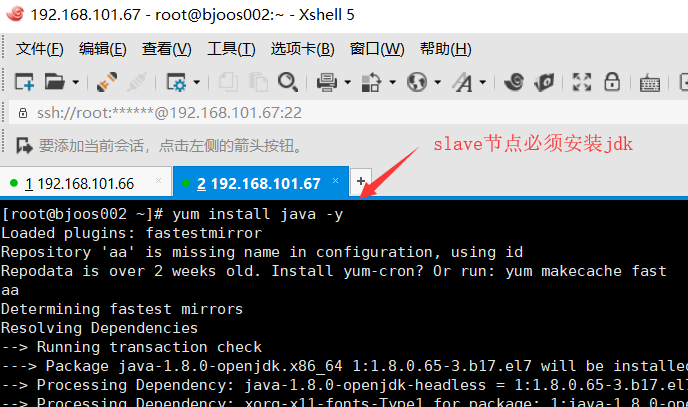 192.168.101.67 - root@bjoos002:~ - Xshell 5
文件(F) 编辑(E) 查看(V) 工具(T) 选项卡(B) 窗口(W) 帮助(H)
ssh://root:******@192.168.101.67:22
要添加当前会话，点击左侧的箭头按钮。
slave节点必须安装jdk
1 192.168.101.66 × 2 192.168.101.67 × +
[root@bjoos002 ~]# yum install java -y
Loaded plugins: fastestmirror
Repository 'aa' is missing name in configuration, using id
Repodata is over 2 weeks old. Install yum-cron? Or run: yum makecache fast
aa
Determining fastest mirrors
Resolving Dependencies
--> Running transaction check
---> Package java-1.8.0-openjdk.x86_64 1:1.8.0.65-3.b17.el7 will be installed
--> Processing Dependency: java-1.8.0-openjdk-headless = 1:1.8.0.65-3.b17.el7
--> Processing Dependency: xorg-x11-fonts-Type1 for package: 1:java-1.8.0-ope